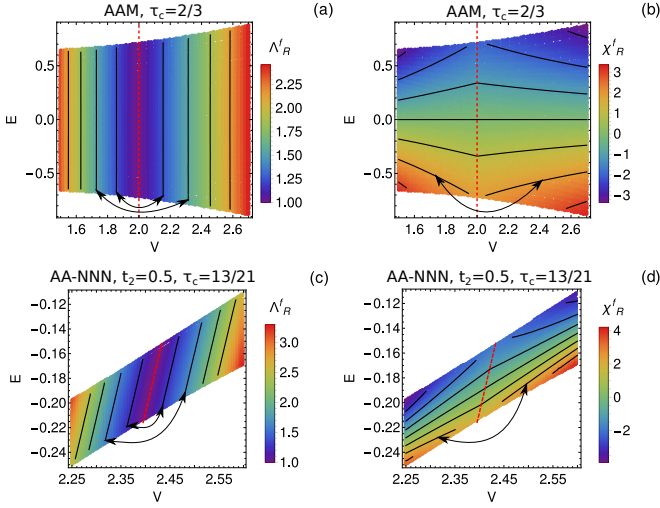 AAM, τc=2/3 (a)
Λ^f_R
E
0.5
0.0
−0.5
1.6 1.8 2.0 2.2 2.4 2.6
V
2.25
2.00
1.75
1.50
1.25
1.00
AAM, τc=2/3 (b)
χ^f_R
E
0.5
0.0
−0.5
1.6 1.8 2.0 2.2 2.4 2.6
V
3
2
1
0
−1
−2
−3
AA-NNN, t2=0.5, τc=13/21 (c)
Λ^f_R
E
−0.12
−0.14
−0.16
−0.18
−0.20
−0.22
−0.24
2.25 2.35 2.45 2.55
V
3.0
2.5
2.0
1.5
1.0
AA-NNN, t2=0.5, τc=13/21 (d)
χ^f_R
E
−0.12
−0.14
−0.16
−0.18
−0.20
−0.22
−0.24
2.25 2.35 2.45 2.55
V
4
2
0
−2